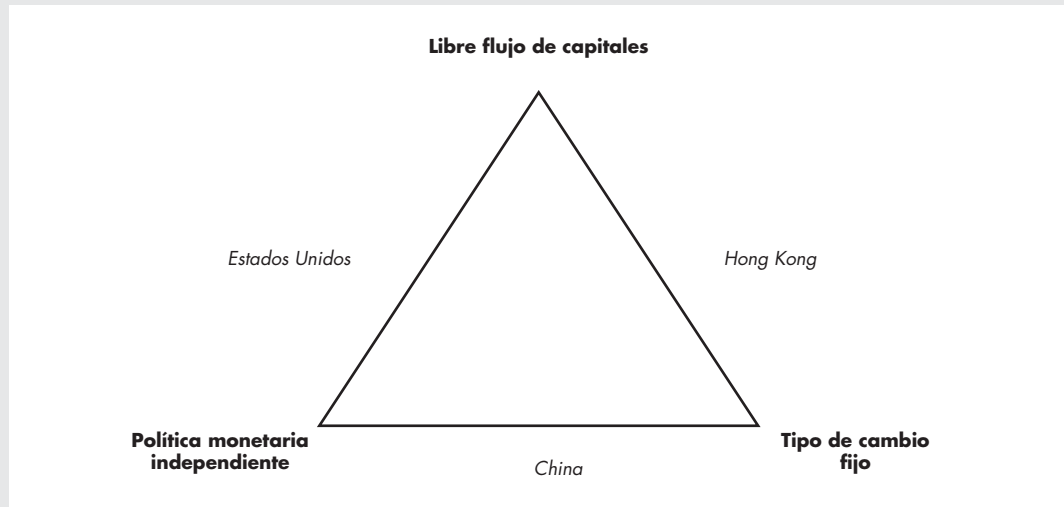 Libre flujo de capitales
Estados Unidos
Hong Kong
Política monetaria
independiente
Tipo de cambio
fijo
China